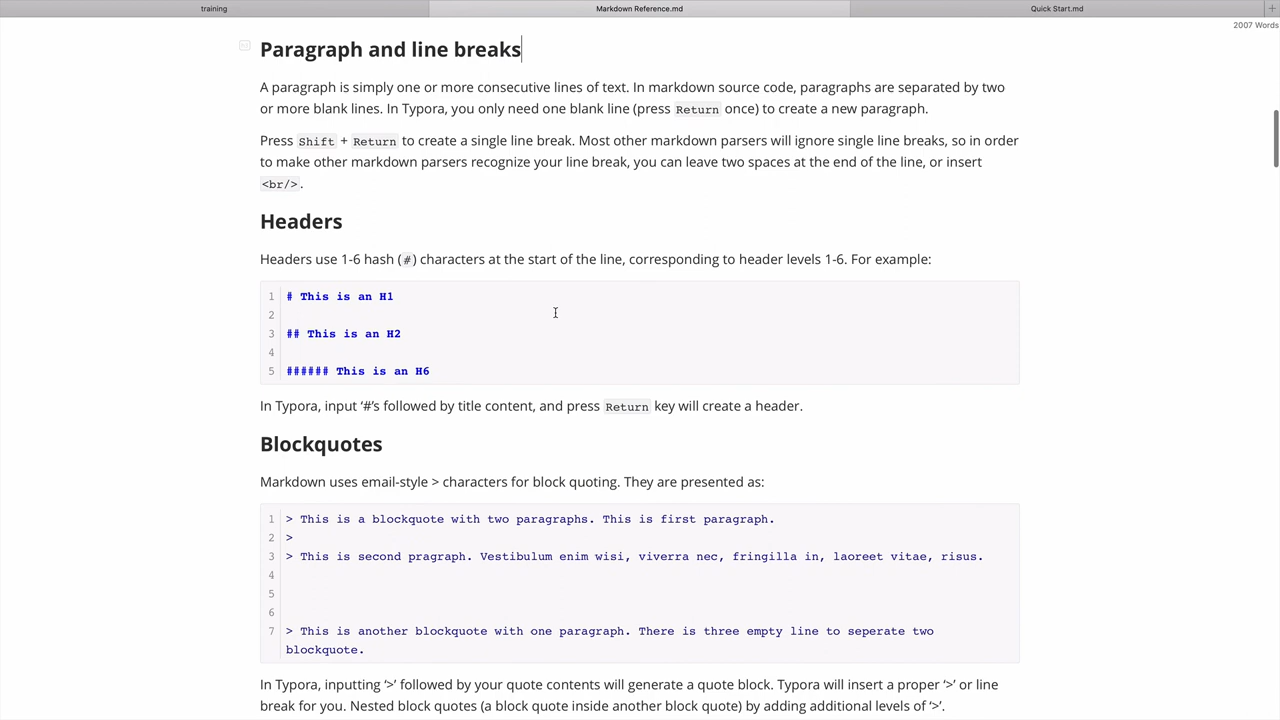 training
Markdown Reference.md
Quick Start.md
+
2007 Words
Paragraph and line breaks
A paragraph is simply one or more consecutive lines of text. In markdown source code, paragraphs are separated by two
or more blank lines. In Typora, you only need one blank line (press Return once) to create a new paragraph.
Press Shift + Return to create a single line break. Most other markdown parsers will ignore single line breaks, so in order
to make other markdown parsers recognize your line break, you can leave two spaces at the end of the line, or insert
<br/>.
Headers
Headers use 1-6 hash (#) characters at the start of the line, corresponding to header levels 1-6. For example:
1 # This is an H1
2
3 ## This is an H2
4
5 ###### This is an H6
In Typora, input ‘#’s followed by title content, and press Return key will create a header.
Blockquotes
Markdown uses email-style > characters for block quoting. They are presented as:
1 > This is a blockquote with two paragraphs. This is first paragraph.
2 >
3 > This is second pragraph. Vestibulum enim wisi, viverra nec, fringilla in, laoreet vitae, risus.
4
5
6
7 > This is another blockquote with one paragraph. There is three empty line to seperate two
blockquote.
In Typora, inputting ‘>’ followed by your quote contents will generate a quote block. Typora will insert a proper ‘>’ or line
break for you. Nested block quotes (a block quote inside another block quote) by adding additional levels of ‘>’.